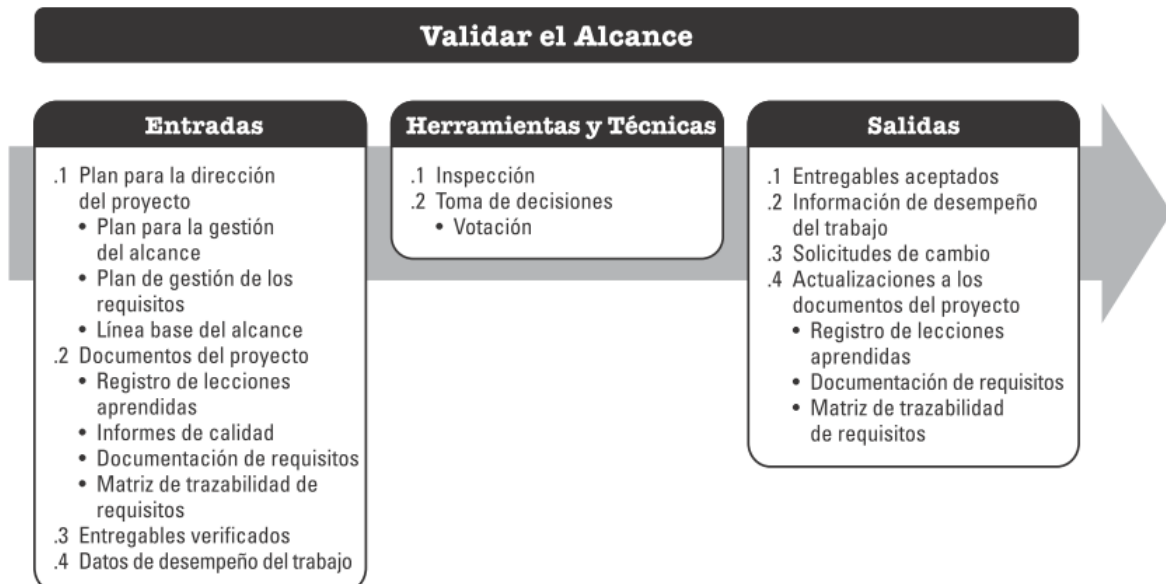 Validar el Alcance
Entradas
.1 Plan para la dirección
del proyecto
• Plan para la gestión
del alcance
• Plan de gestión de los
requisitos
• Línea base del alcance
.2 Documentos del proyecto
• Registro de lecciones
aprendidas
• Informes de calidad
• Documentación de requisitos
• Matriz de trazabilidad de
requisitos
.3 Entregables verificados
.4 Datos de desempeño del trabajo
Herramientas y Técnicas
.1 Inspección
.2 Toma de decisiones
• Votación
Salidas
.1 Entregables aceptados
.2 Información de desempeño
del trabajo
.3 Solicitudes de cambio
.4 Actualizaciones a los
documentos del proyecto
• Registro de lecciones
aprendidas
• Documentación de requisitos
• Matriz de trazabilidad
de requisitos